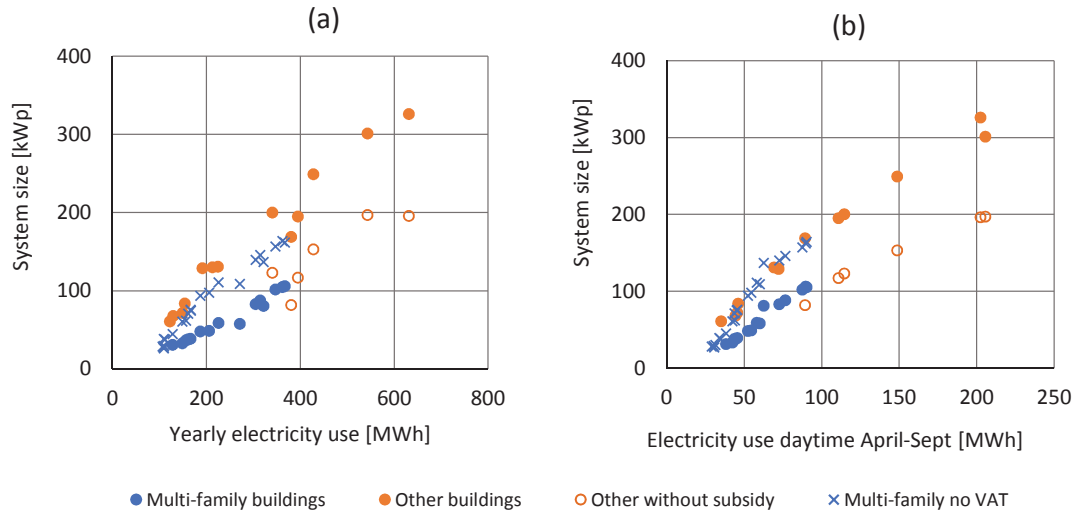 (a)
System size [kWp]
400
300
200
100
0
0 200 400 600 800
Yearly electricity use [MWh]
(b)
System size [kWp]
400
300
200
100
0
0 50 100 150 200 250
Electricity use daytime April-Sept [MWh]
Multi-family buildings Other buildings Other without subsidy Multi-family no VAT